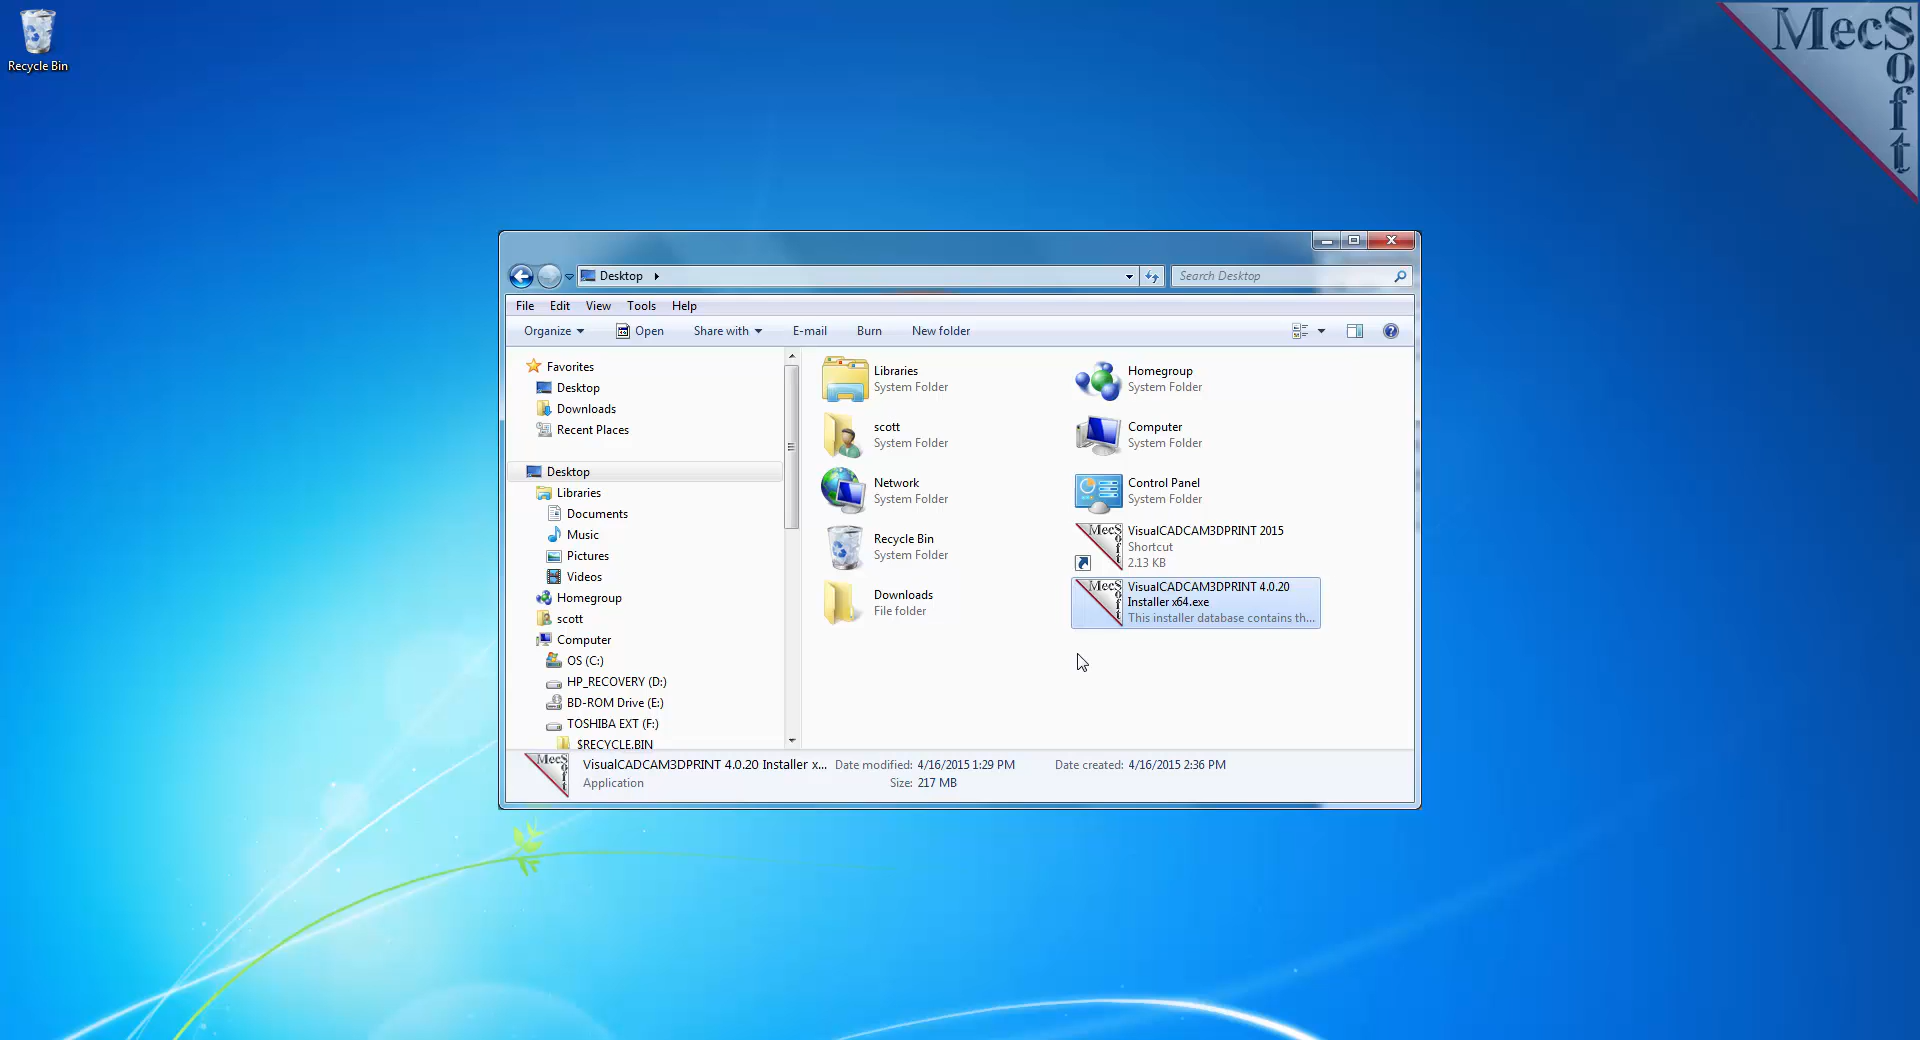 Recycle Bin
MecSoft
Desktop
Search Desktop
File Edit View Tools Help
Organize Open Share with E-mail Burn New folder
Favorites
Desktop
Downloads
Recent Places
Desktop
Libraries
Documents
Music
Pictures
Videos
Homegroup
scott
Computer
OS (C:)
HP_RECOVERY (D:)
BD-ROM Drive (E:)
TOSHIBA EXT (F:)
$RECYCLE.BIN
Libraries
System Folder
Homegroup
System Folder
scott
System Folder
Computer
System Folder
Network
System Folder
Control Panel
System Folder
Recycle Bin
System Folder
MecSoft
VisualCADCAM3DPRINT 2015
Shortcut
2.13 KB
Downloads
File folder
MecSoft
VisualCADCAM3DPRINT 4.0.20
Installer x64.exe
This installer database contains th...
MecSoft
VisualCADCAM3DPRINT 4.0.20 Installer x... Date modified: 4/16/2015 1:29 PM Date created: 4/16/2015 2:36 PM
Application Size: 217 MB